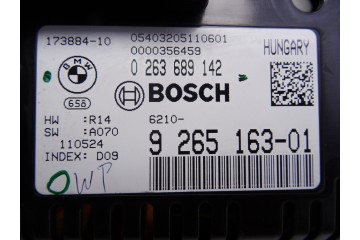 173884-10
05403205110601
0000356459
HUNGARY
BMW
0 263 689 142
BOSCH
658
HW : R14
SW : A070
6210-
9 265 163-01
110524
INDEX: D09
OWP